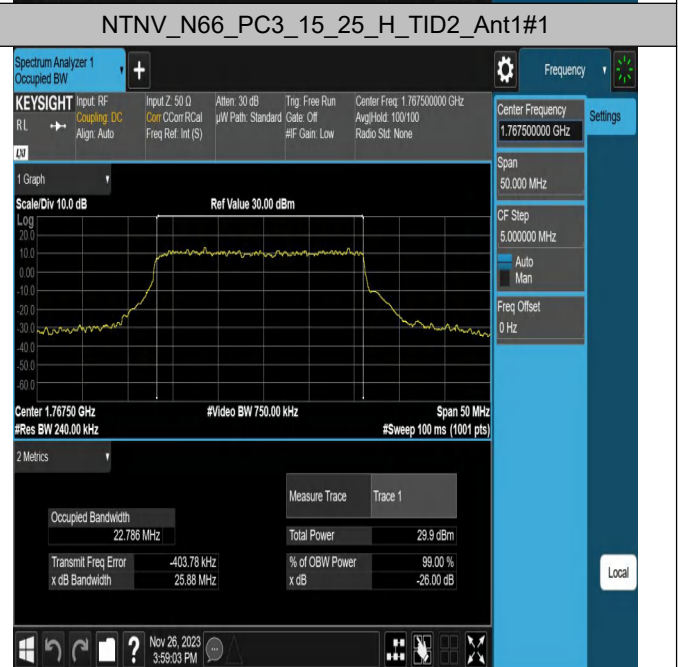 NTNV_N66_PC3_15_25_H_TID2_Ant1#1
Spectrum Analyzer 1
Occupied BW
+
Frequency
KEYSIGHT
RL
LXI
Input: RF
Coupling: DC
Align: Auto
Input Z: 50 Ω
Corr CCorr RCal
Freq Ref: Int (S)
Atten: 30 dB
µW Path: Standard
Trig: Free Run
Gate: Off
#IF Gain: Low
Center Freq: 1.767500000 GHz
Avg|Hold: 100/100
Radio Std: None
Center Frequency
1.767500000 GHz
Settings
Span
50.000 MHz
CF Step
5.000000 MHz
Auto
Man
Freq Offset
0 Hz
1 Graph
Scale/Div 10.0 dB
Ref Value 30.00 dBm
Log
20.0
10.0
0.00
-10.0
-20.0
-30.0
-40.0
-50.0
-60.0
Center 1.76750 GHz
#Video BW 750.00 kHz
Span 50 MHz
#Res BW 240.00 kHz
#Sweep 100 ms (1001 pts)
2 Metrics
Measure Trace Trace 1
Occupied Bandwidth
22.786 MHz
Total Power 29.9 dBm
Transmit Freq Error -403.78 kHz
% of OBW Power 99.00 %
x dB Bandwidth 25.88 MHz
x dB -26.00 dB
Local
?
Nov 26, 2023
3:59:03 PM